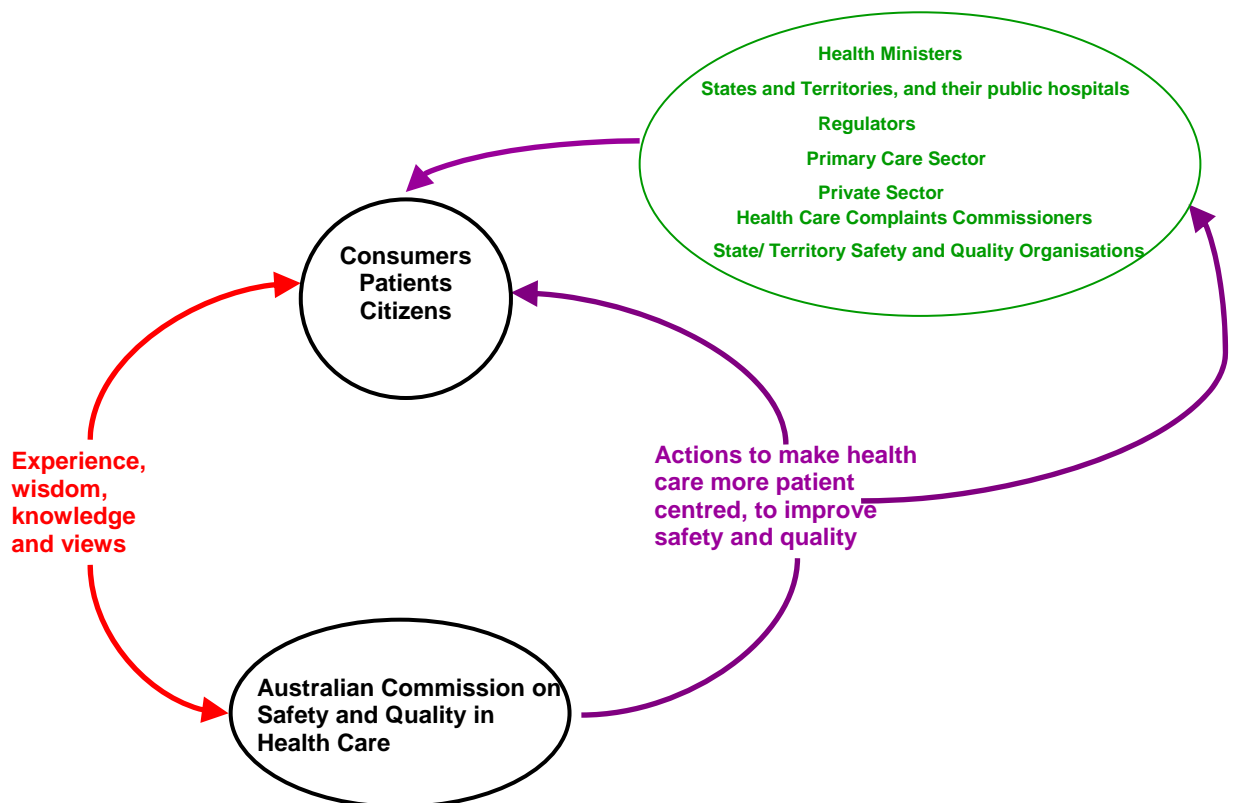 Health Ministers
States and Territories, and their public hospitals
Regulators
Primary Care Sector
Private Sector
Health Care Complaints Commissioners
State/ Territory Safety and Quality Organisations
Consumers
Patients
Citizens
Experience,
wisdom,
knowledge
and views
Actions to make health
care more patient
centred, to improve
safety and quality
Australian Commission on
Safety and Quality in
Health Care